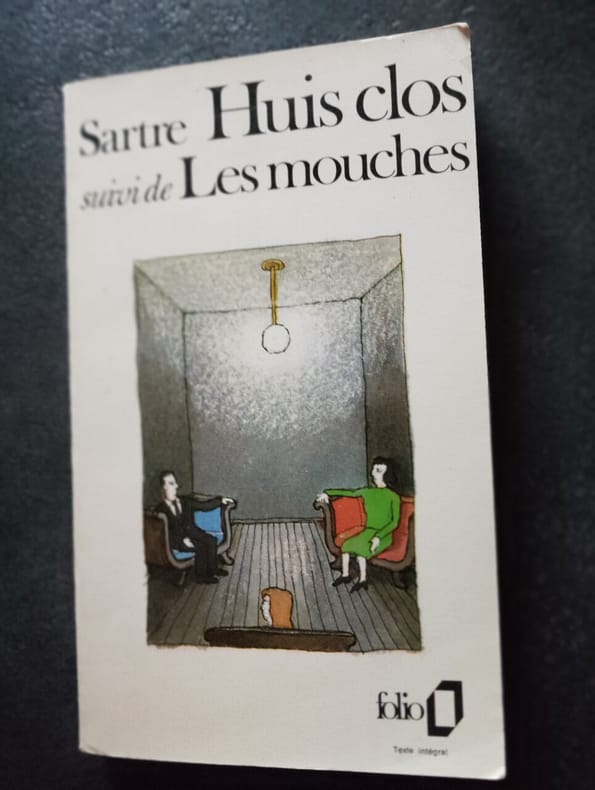 Sartre Huis clos
suivi de Les mouches
folio
Texte intégral